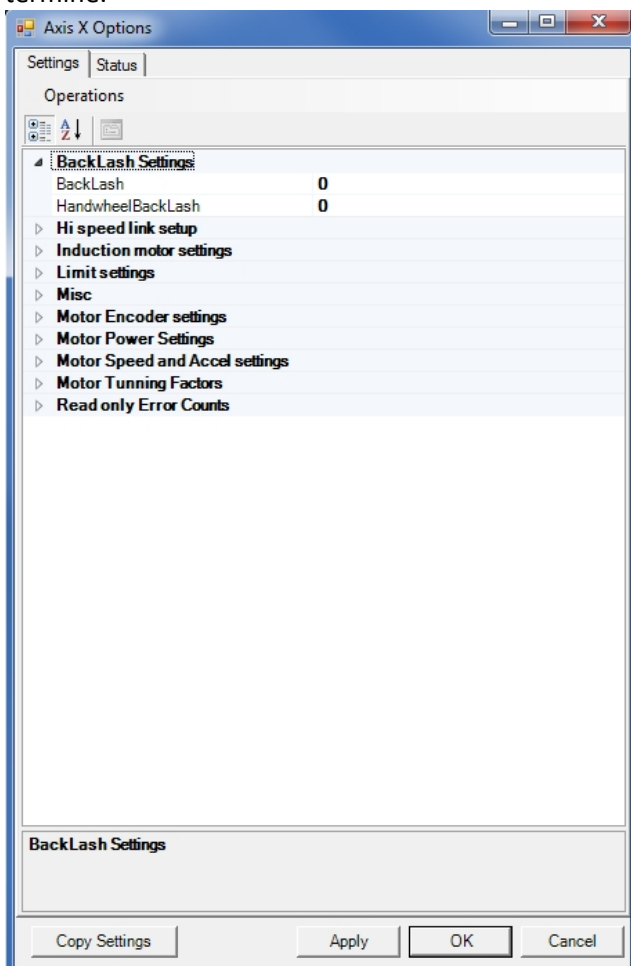 termine.
Axis X Options
Settings Status
Operations
BackLash Settings
BackLash 0
HandwheelBackLash 0
Hi speed link setup
Induction motor settings
Limit settings
Misc
Motor Encoder settings
Motor Power Settings
Motor Speed and Accel settings
Motor Tunning Factors
Read only Error Counts
BackLash Settings
Copy Settings Apply OK Cancel